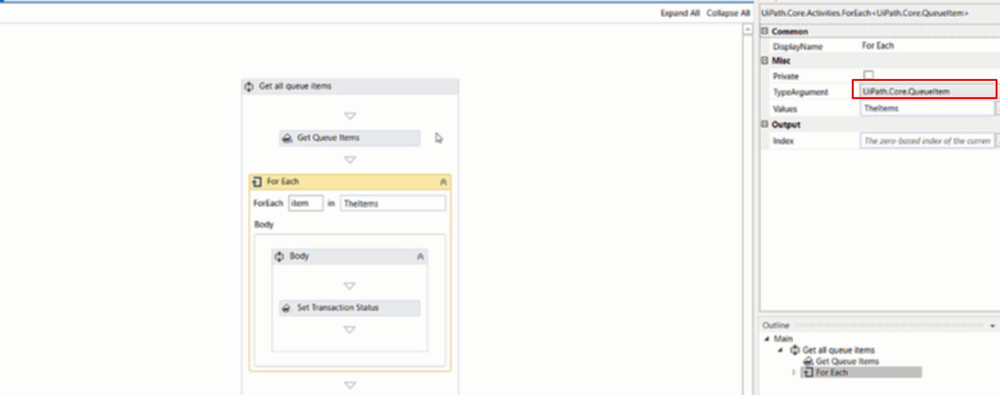 Expand All Collapse All
Get all queue items
Get Queue Items
For Each
ForEach item in TheItems
Body
Body
Set Transaction Status
UiPath.Core.Activities.ForEach<UiPath.Core.QueueItem>
Common
DisplayName For Each
Misc
Private
TypeArgument UiPath.Core.QueueItem
Values TheItems
Output
Index The zero-based index of the curren
Outline
Main
Get all queue items
Get Queue Items
For Each